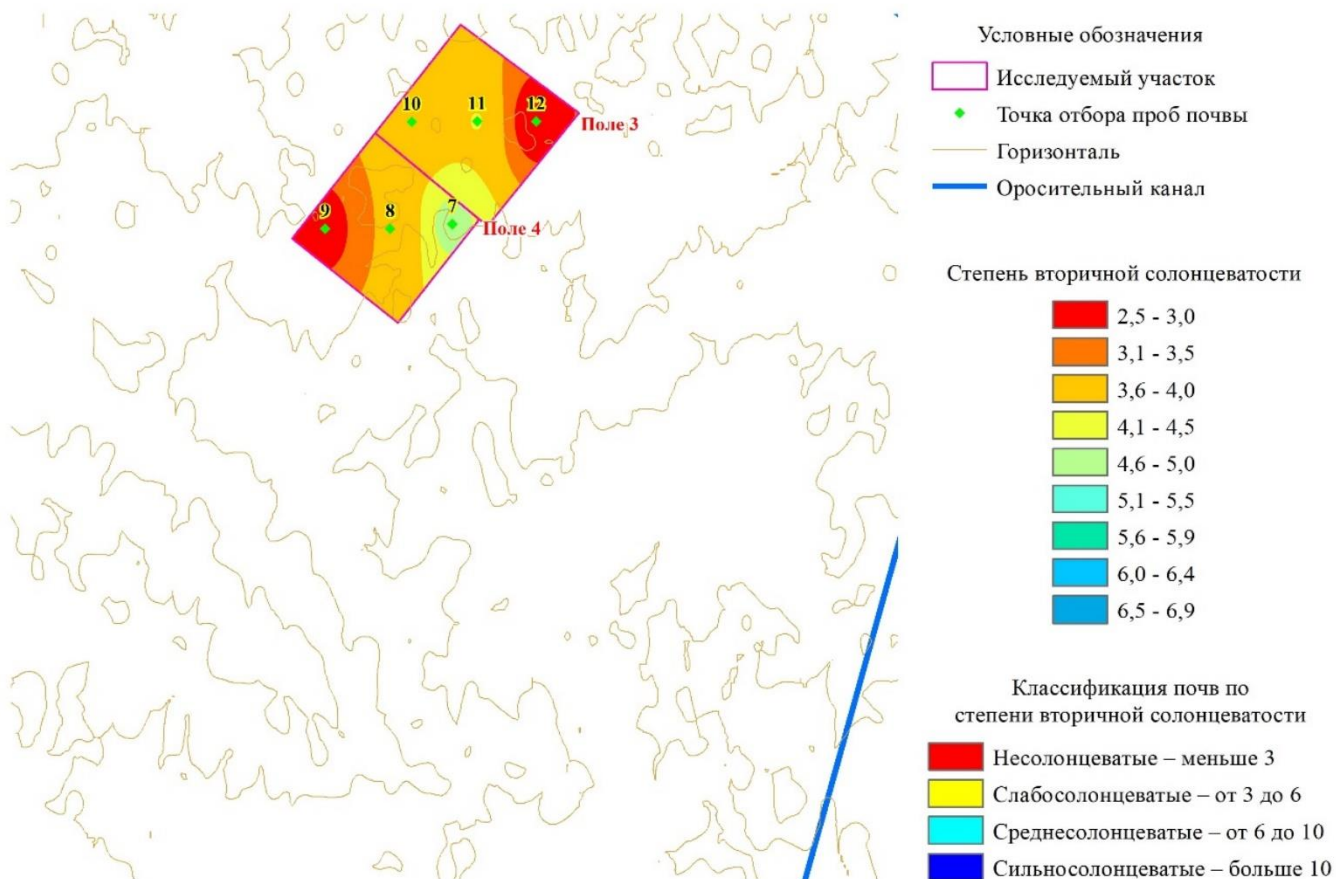 10
11
12
Поле 3
9
8
7
Поле 4
Условные обозначения
Исследуемый участок
Точка отбора проб почвы
Горизонталь
Оросительный канал
Степень вторичной солонцеватости
2,5 - 3,0
3,1 - 3,5
3,6 - 4,0
4,1 - 4,5
4,6 - 5,0
5,1 - 5,5
5,6 - 5,9
6,0 - 6,4
6,5 - 6,9
Классификация почв по
степени вторичной солонцеватости
Несолонцеватые – меньше 3
Слабосолонцеватые – от 3 до 6
Среднесолонцеватые – от 6 до 10
Сильносолонцеватые – больше 10